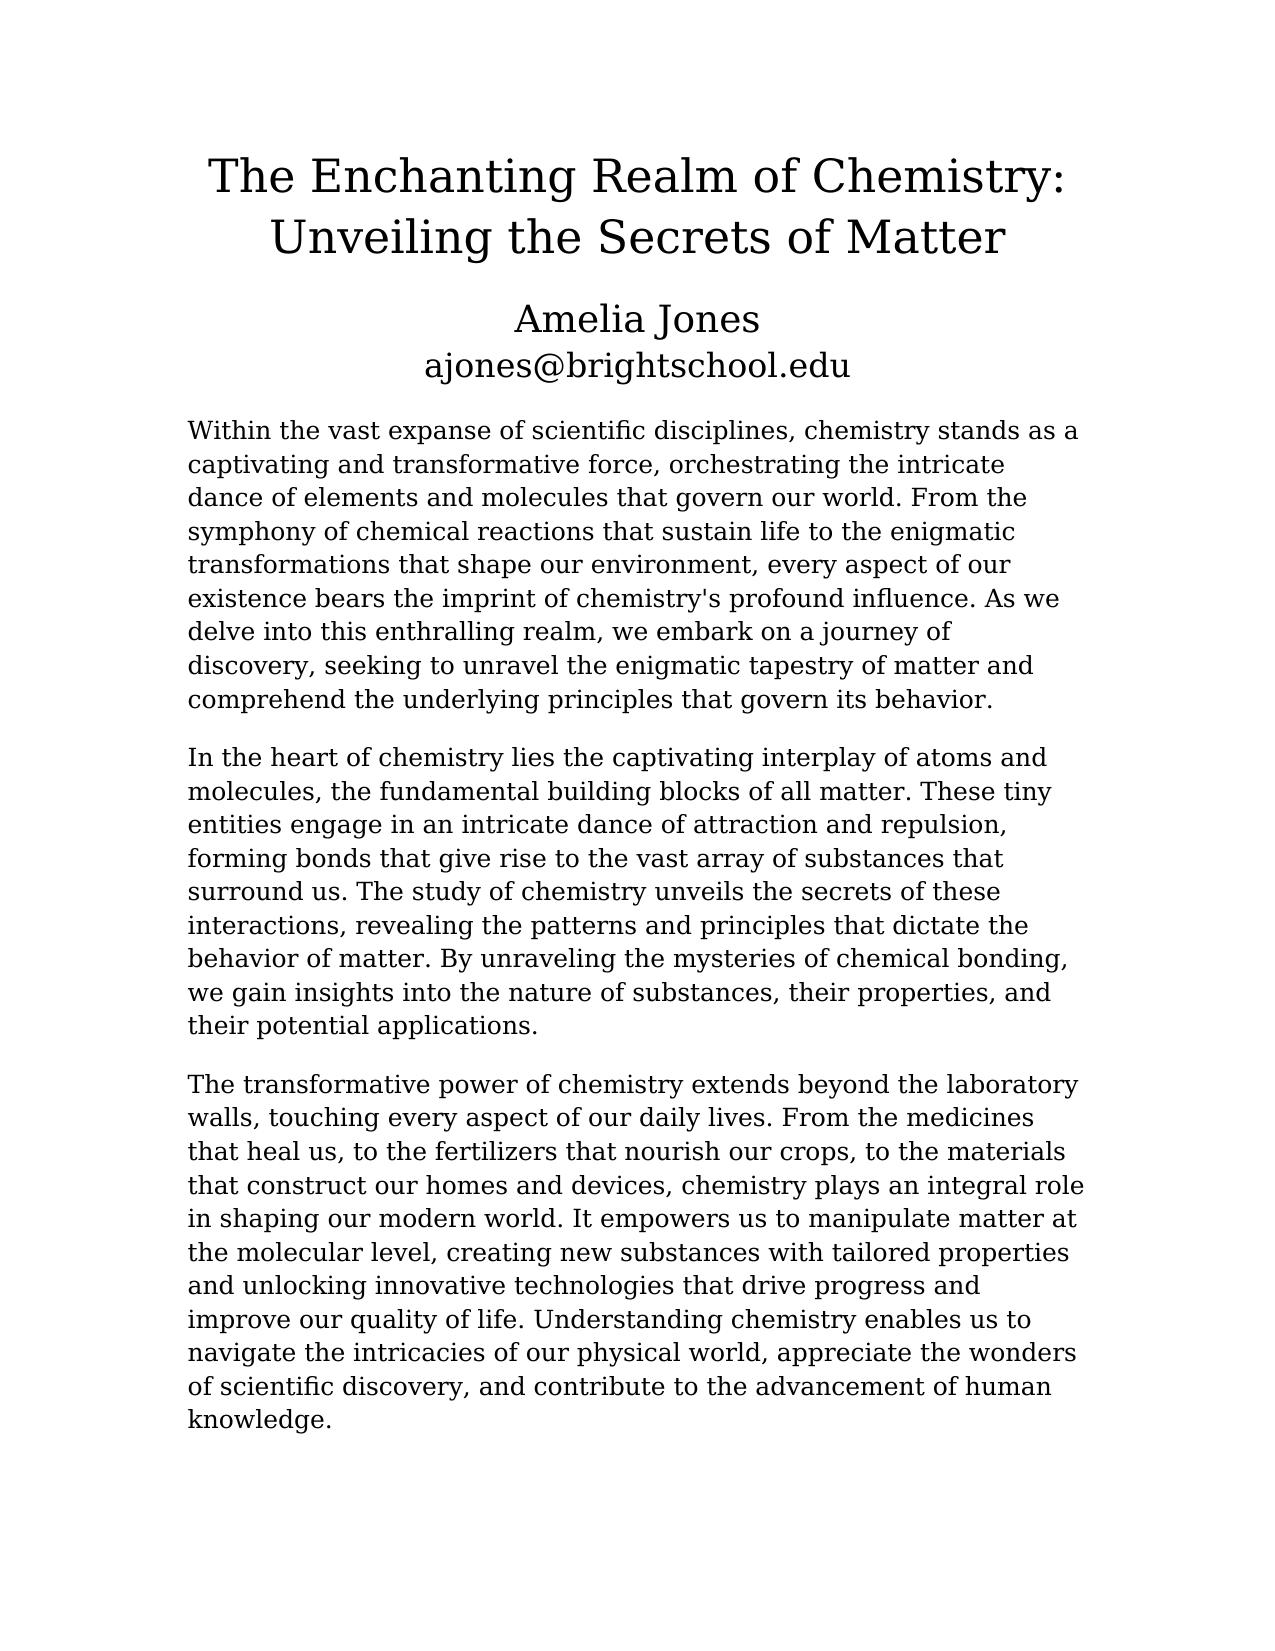 The Enchanting Realm of Chemistry:
Unveiling the Secrets of Matter
Amelia Jones
ajones@brightschool.edu
Within the vast expanse of scientific disciplines, chemistry stands as a
captivating and transformative force, orchestrating the intricate
dance of elements and molecules that govern our world. From the
symphony of chemical reactions that sustain life to the enigmatic
transformations that shape our environment, every aspect of our
existence bears the imprint of chemistry's profound influence. As we
delve into this enthralling realm, we embark on a journey of
discovery, seeking to unravel the enigmatic tapestry of matter and
comprehend the underlying principles that govern its behavior.
In the heart of chemistry lies the captivating interplay of atoms and
molecules, the fundamental building blocks of all matter. These tiny
entities engage in an intricate dance of attraction and repulsion,
forming bonds that give rise to the vast array of substances that
surround us. The study of chemistry unveils the secrets of these
interactions, revealing the patterns and principles that dictate the
behavior of matter. By unraveling the mysteries of chemical bonding,
we gain insights into the nature of substances, their properties, and
their potential applications.
The transformative power of chemistry extends beyond the laboratory
walls, touching every aspect of our daily lives. From the medicines
that heal us, to the fertilizers that nourish our crops, to the materials
that construct our homes and devices, chemistry plays an integral role
in shaping our modern world. It empowers us to manipulate matter at
the molecular level, creating new substances with tailored properties
and unlocking innovative technologies that drive progress and
improve our quality of life. Understanding chemistry enables us to
navigate the intricacies of our physical world, appreciate the wonders
of scientific discovery, and contribute to the advancement of human
knowledge.